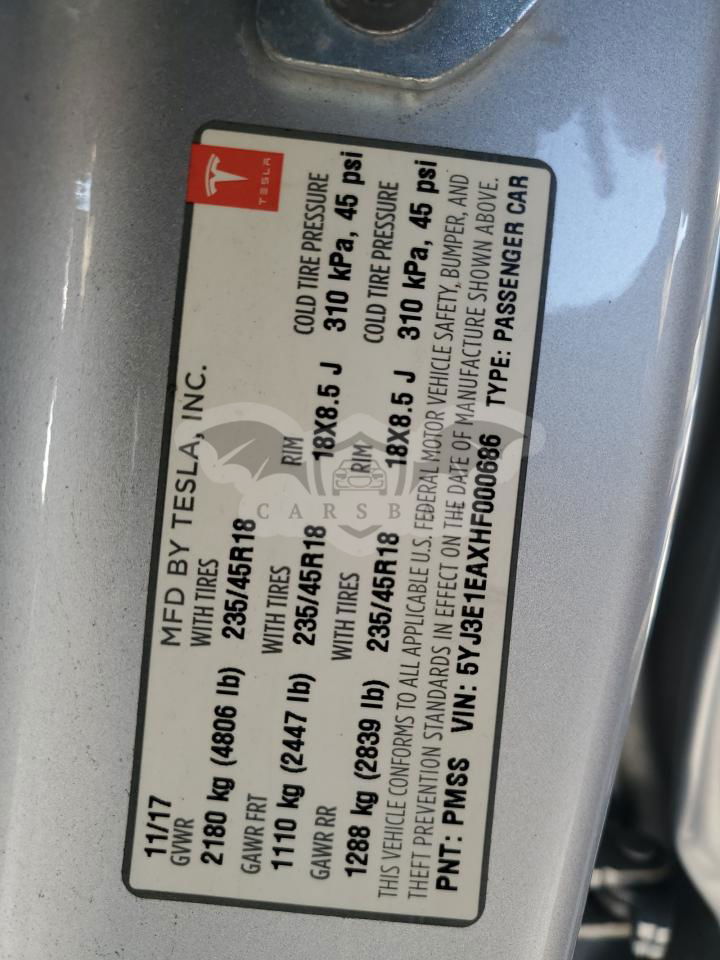 TESLA
MFD BY TESLA, INC.
11/17
GVWR WITH TIRES RIM COLD TIRE PRESSURE
2180 kg (4806 lb) 235/45R18 18X8.5 J 310 kPa, 45 psi
GAWR FRT WITH TIRES RIM COLD TIRE PRESSURE
1110 kg (2447 lb) 235/45R18 18X8.5 J 310 kPa, 45 psi
GAWR RR WITH TIRES
1288 kg (2839 lb) 235/45R18
THIS VEHICLE CONFORMS TO ALL APPLICABLE U.S. FEDERAL MOTOR VEHICLE SAFETY, BUMPER, AND
THEFT PREVENTION STANDARDS IN EFFECT ON THE DATE OF MANUFACTURE SHOWN ABOVE.
PNT: PMSS VIN: 5YJ3E1EAXHF000686 TYPE: PASSENGER CAR
CARSB